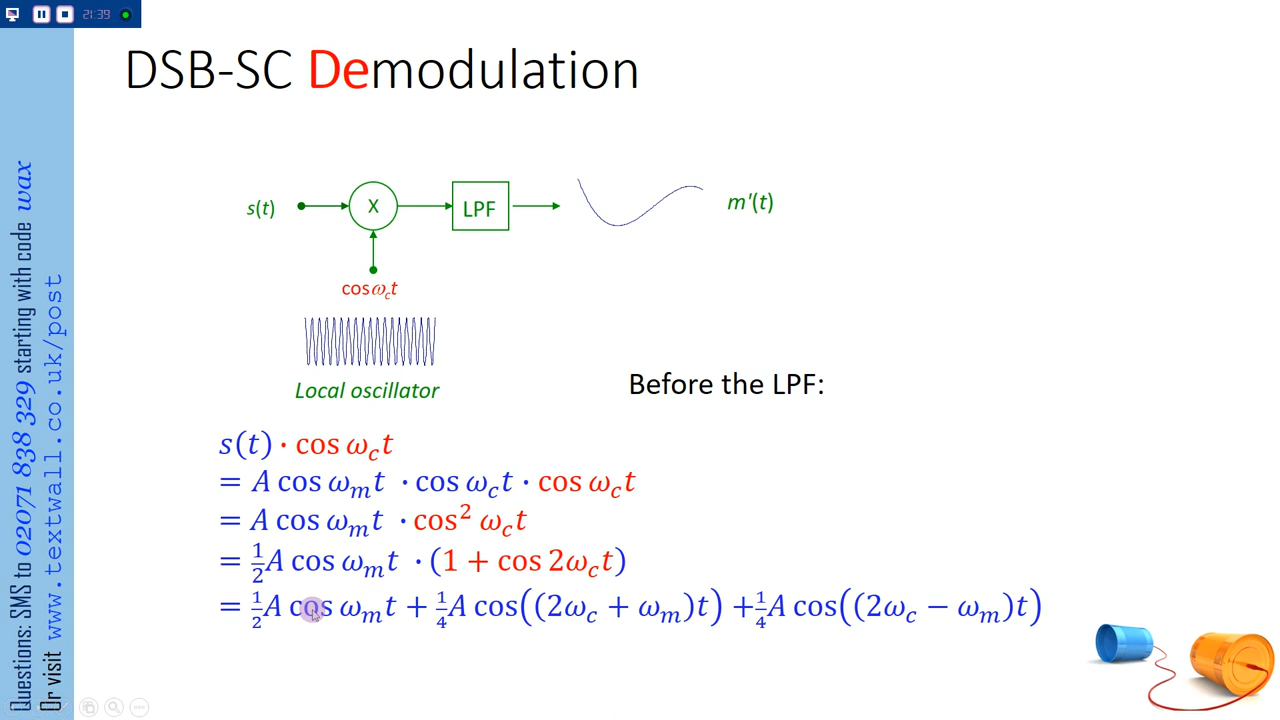 21:39
DSB-SC Demodulation
s(t)
X
LPF
m'(t)
cosω_c t
Local oscillator
Before the LPF:
s(t) · cos ω_c t
= A cos ω_m t · cos ω_c t · cos ω_c t
= A cos ω_m t · cos² ω_c t
= ½A cos ω_m t · (1 + cos 2ω_c t)
= ½A cos ω_m t + ¼A cos((2ω_c + ω_m)t) + ¼A cos((2ω_c − ω_m)t)
Questions: SMS to 02071 838 329 starting with code wax
Or visit www.textwall.co.uk/post